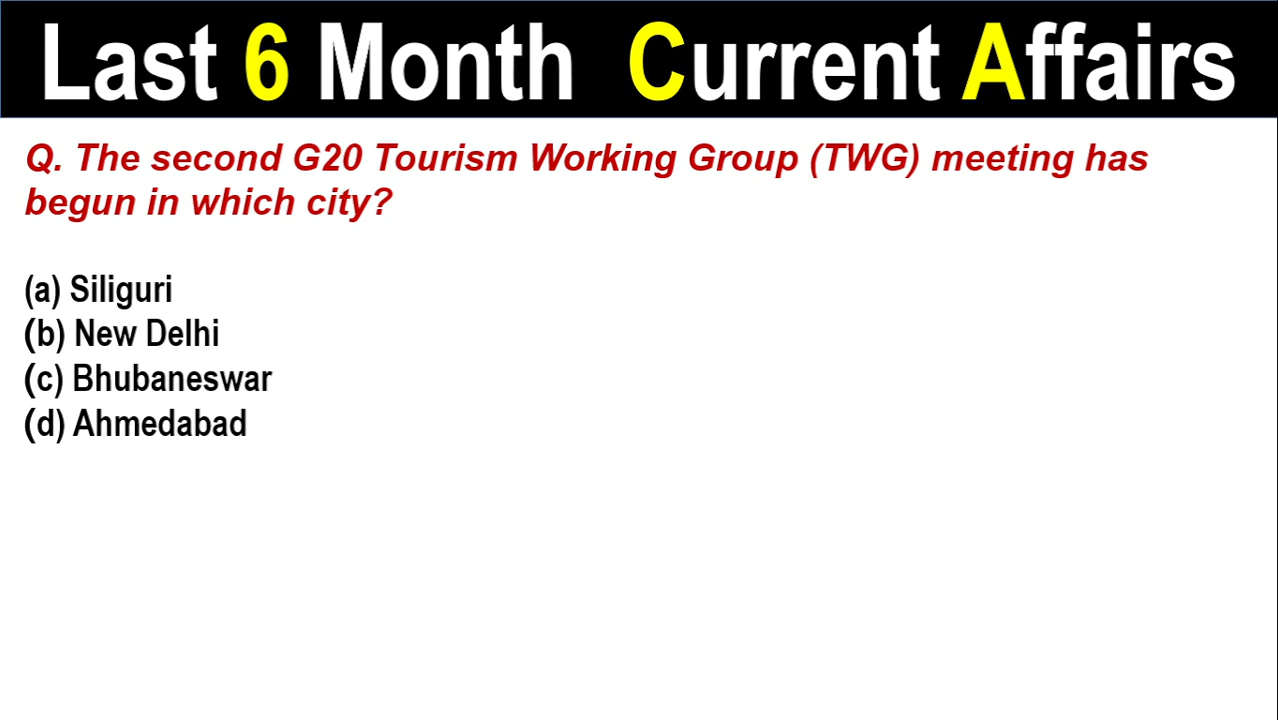 Last 6 Month Current Affairs
Q. The second G20 Tourism Working Group (TWG) meeting has
begun in which city?
(a) Siliguri
(b) New Delhi
(c) Bhubaneswar
(d) Ahmedabad